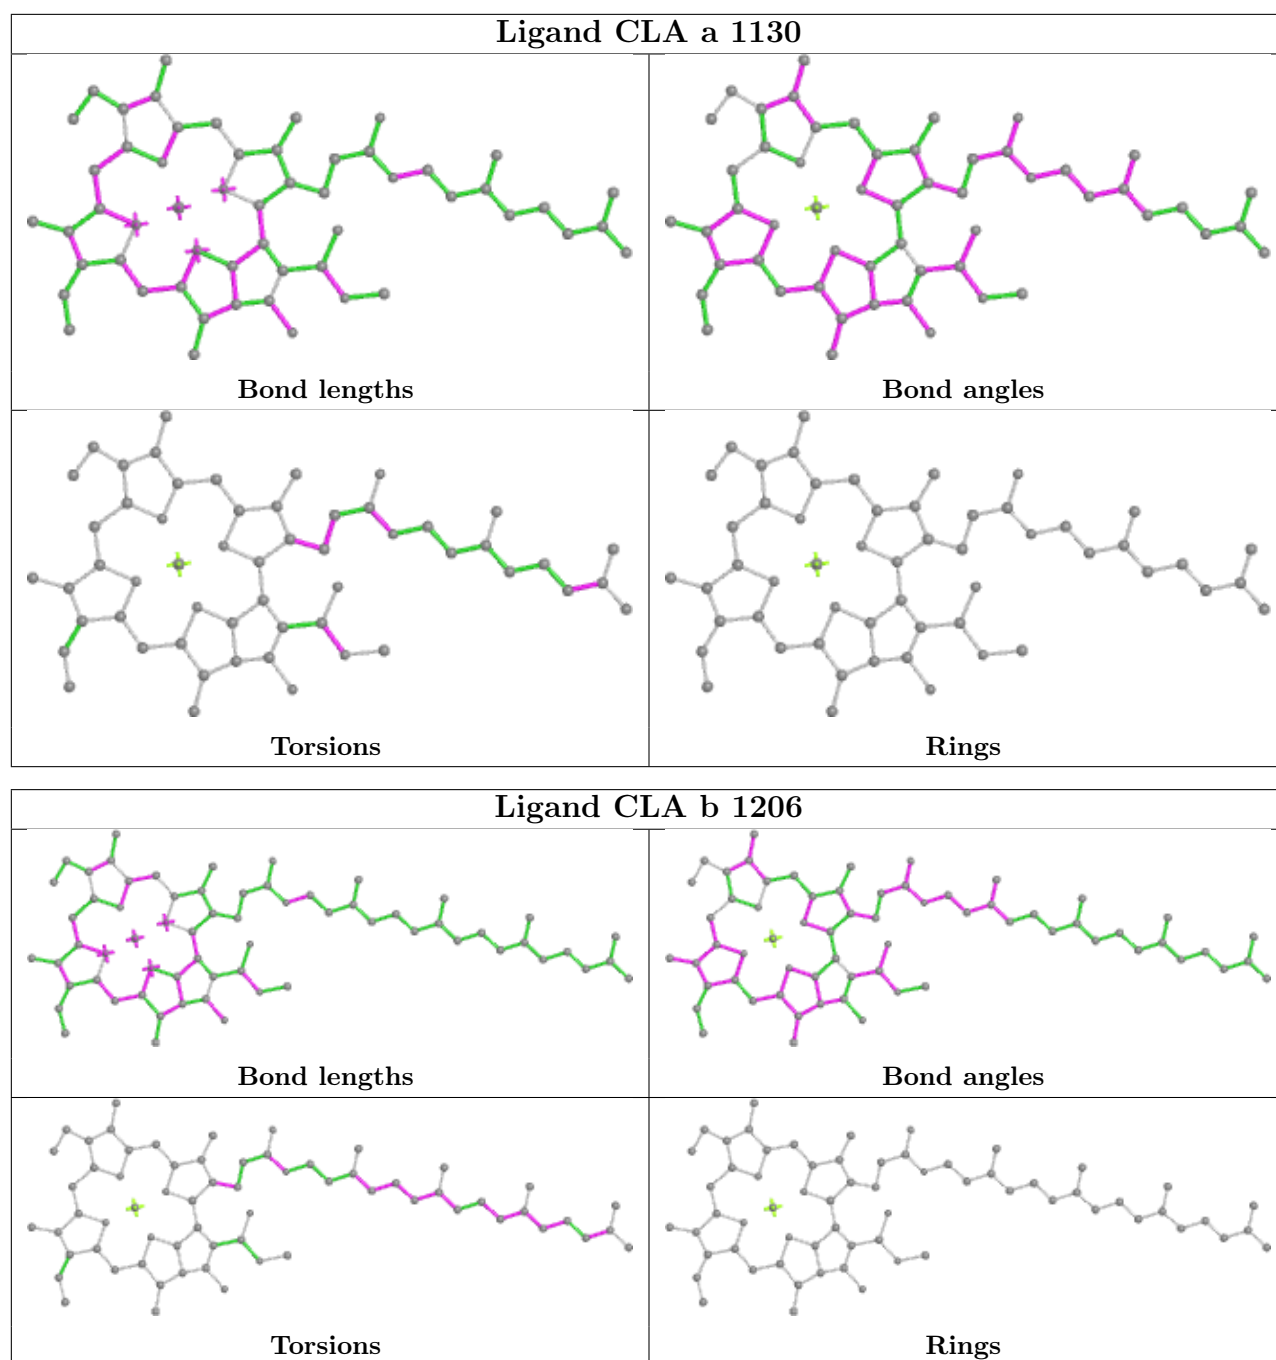 Ligand CLA a 1130
Bond lengths
Bond angles
Torsions
Rings
Ligand CLA b 1206
Bond lengths
Bond angles
Torsions
Rings